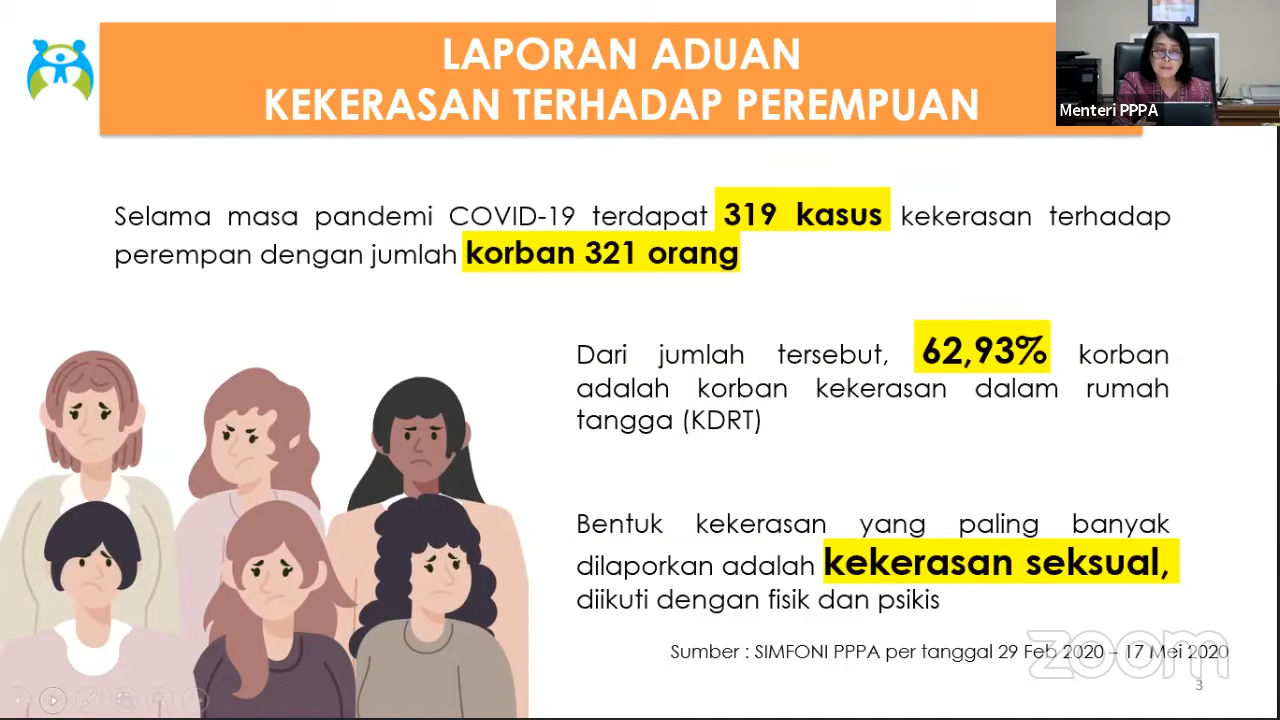 LAPORAN ADUAN
KEKERASAN TERHADAP PEREMPUAN
Menteri PPPA
Selama masa pandemi COVID-19 terdapat 319 kasus kekerasan terhadap
perempan dengan jumlah korban 321 orang
Dari jumlah tersebut, 62,93% korban
adalah korban kekerasan dalam rumah
tangga (KDRT)
Bentuk kekerasan yang paling banyak
dilaporkan adalah kekerasan seksual,
diikuti dengan fisik dan psikis
Sumber : SIMFONI PPPA per tanggal 29 Feb 2020 – 17 Mei 2020
zoom
3